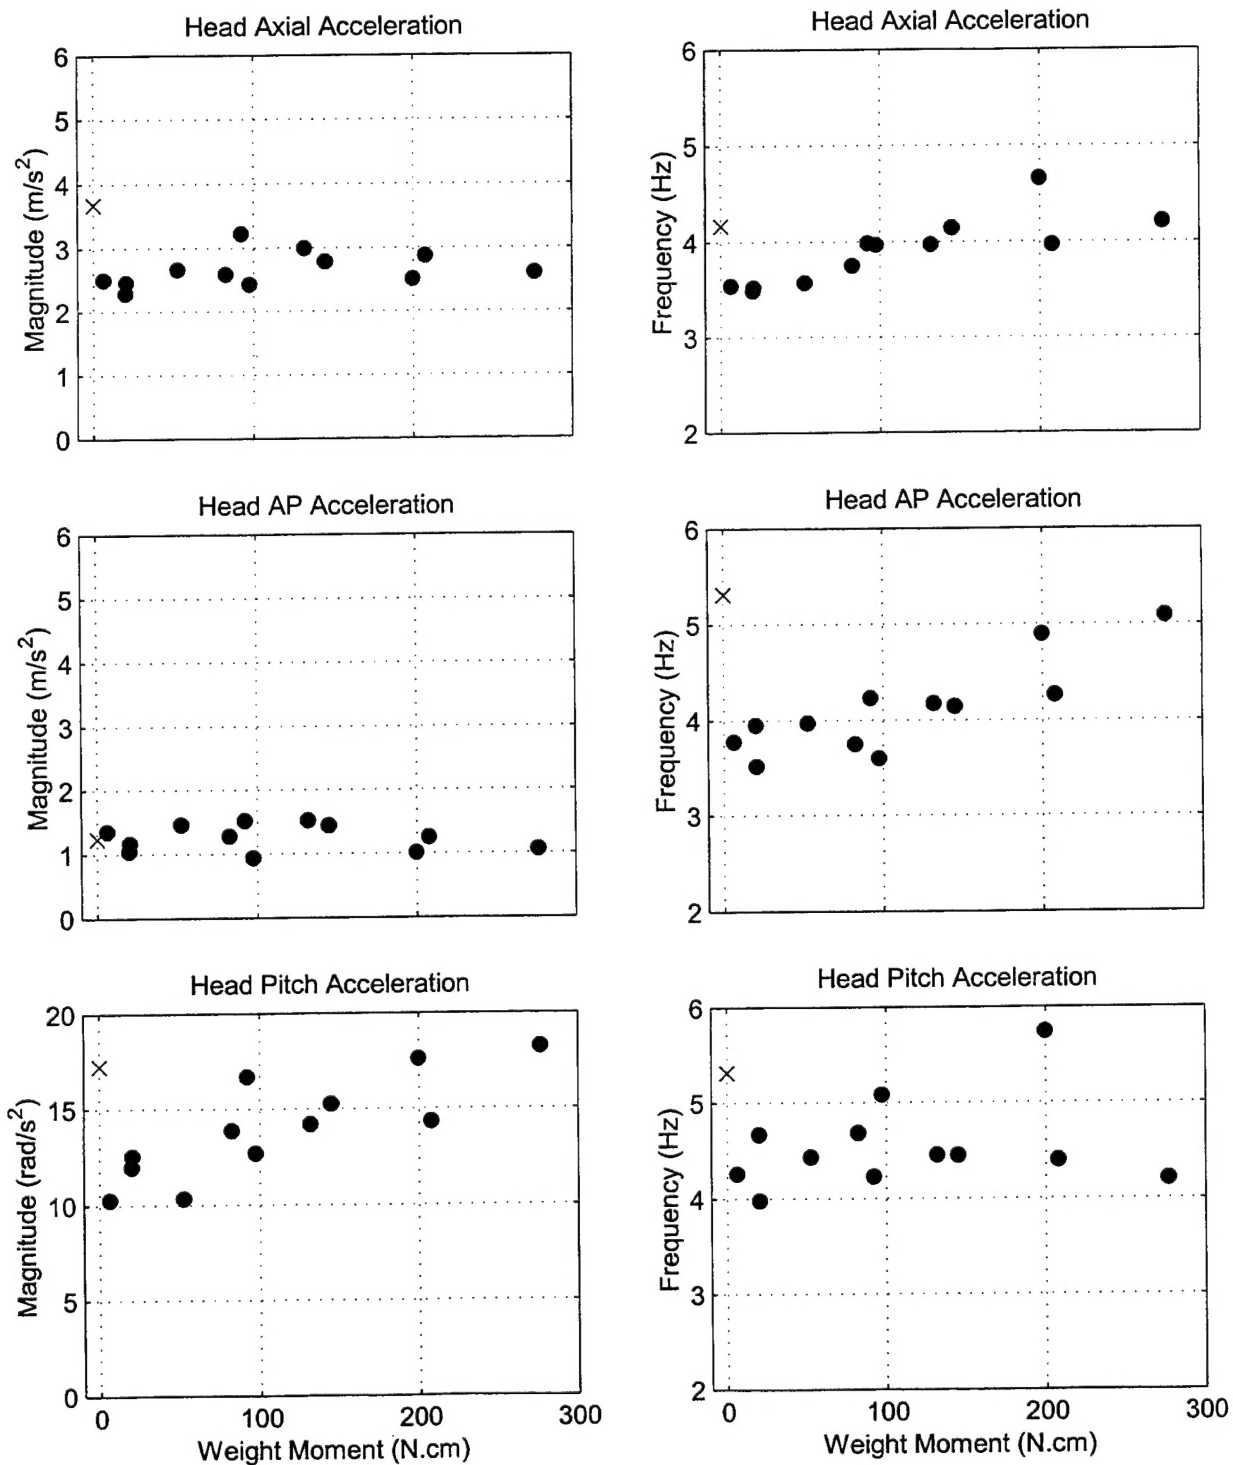 Head Axial Acceleration
Magnitude (m/s²)
6
5
4
3
2
1
0
Head Axial Acceleration
Frequency (Hz)
6
5
4
3
2
Head AP Acceleration
Magnitude (m/s²)
6
5
4
3
2
1
0
Head AP Acceleration
Frequency (Hz)
6
5
4
3
2
Head Pitch Acceleration
Magnitude (rad/s²)
20
15
10
5
0
0 100 200 300
Weight Moment (N.cm)
Head Pitch Acceleration
Frequency (Hz)
6
5
4
3
2
0 100 200 300
Weight Moment (N.cm)